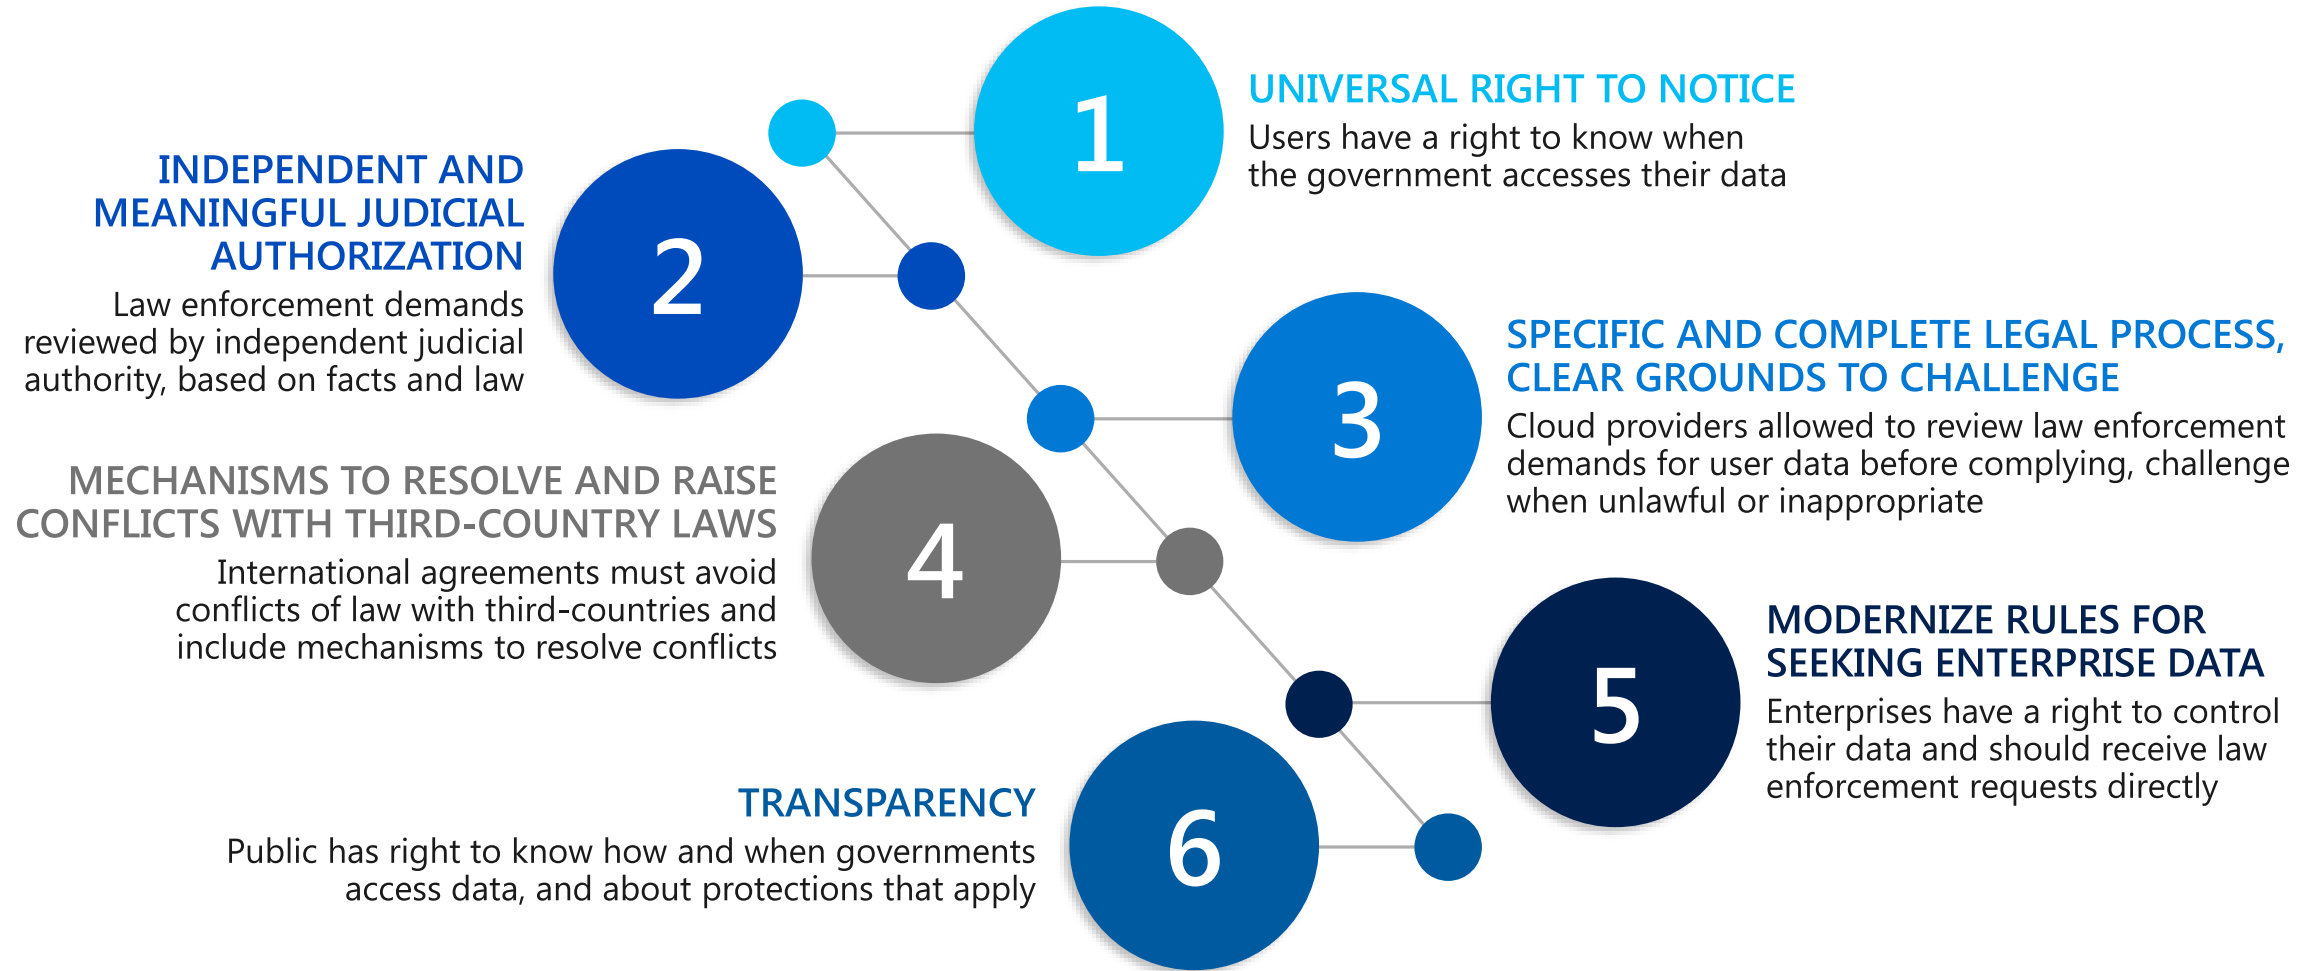 1
UNIVERSAL RIGHT TO NOTICE
Users have a right to know when
the government accesses their data
INDEPENDENT AND
MEANINGFUL JUDICIAL
AUTHORIZATION
Law enforcement demands
reviewed by independent judicial
authority, based on facts and law
2
3
SPECIFIC AND COMPLETE LEGAL PROCESS,
CLEAR GROUNDS TO CHALLENGE
Cloud providers allowed to review law enforcement
demands for user data before complying, challenge
when unlawful or inappropriate
MECHANISMS TO RESOLVE AND RAISE
CONFLICTS WITH THIRD-COUNTRY LAWS
International agreements must avoid
conflicts of law with third-countries and
include mechanisms to resolve conflicts
4
5
MODERNIZE RULES FOR
SEEKING ENTERPRISE DATA
Enterprises have a right to control
their data and should receive law
enforcement requests directly
TRANSPARENCY
Public has right to know how and when governments
access data, and about protections that apply
6